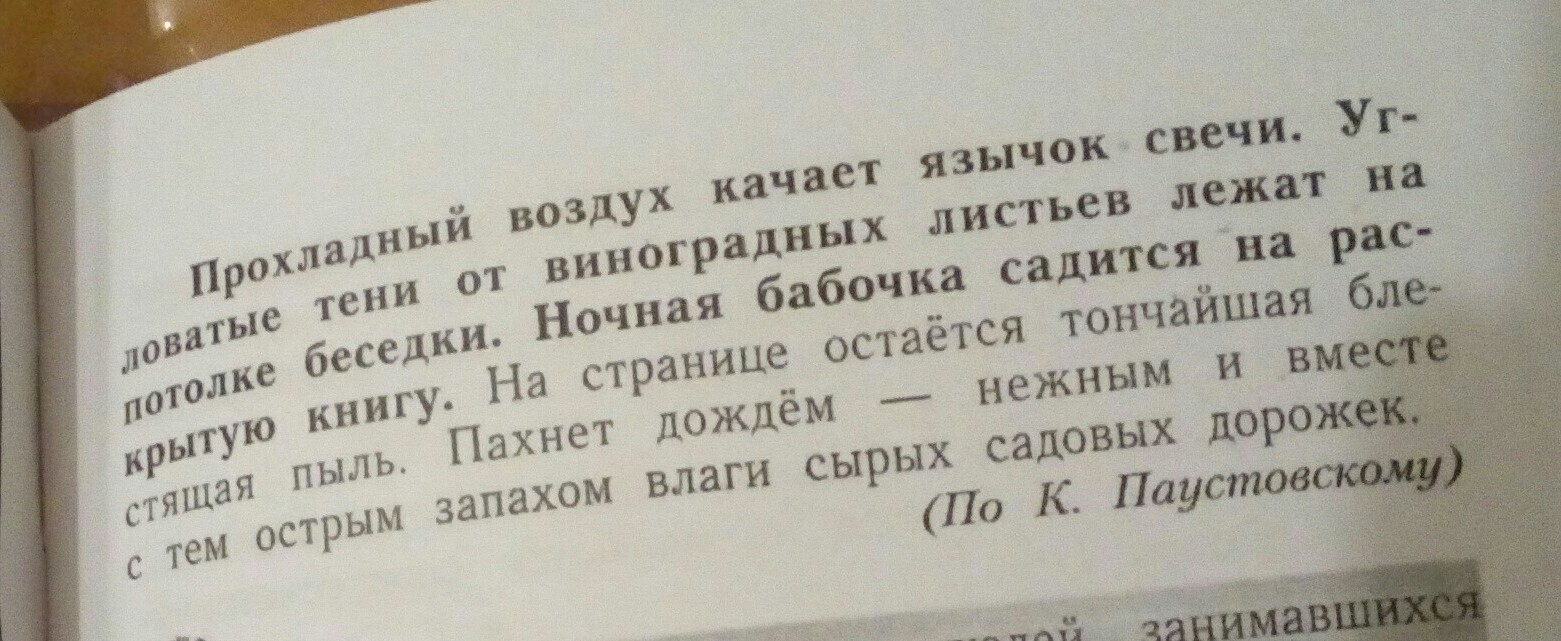 Прохладный воздух качает язычок свечи. Уг-
ловатые тени от виноградных листьев лежат на
потолке беседки. Ночная бабочка садится на рас-
крытую книгу. На странице остаётся тончайшая бле-
стящая пыль. Пахнет дождём — нежным и вместе
с тем острым запахом влаги сырых садовых дорожек.
(По К. Паустовскому)
занимавшихся